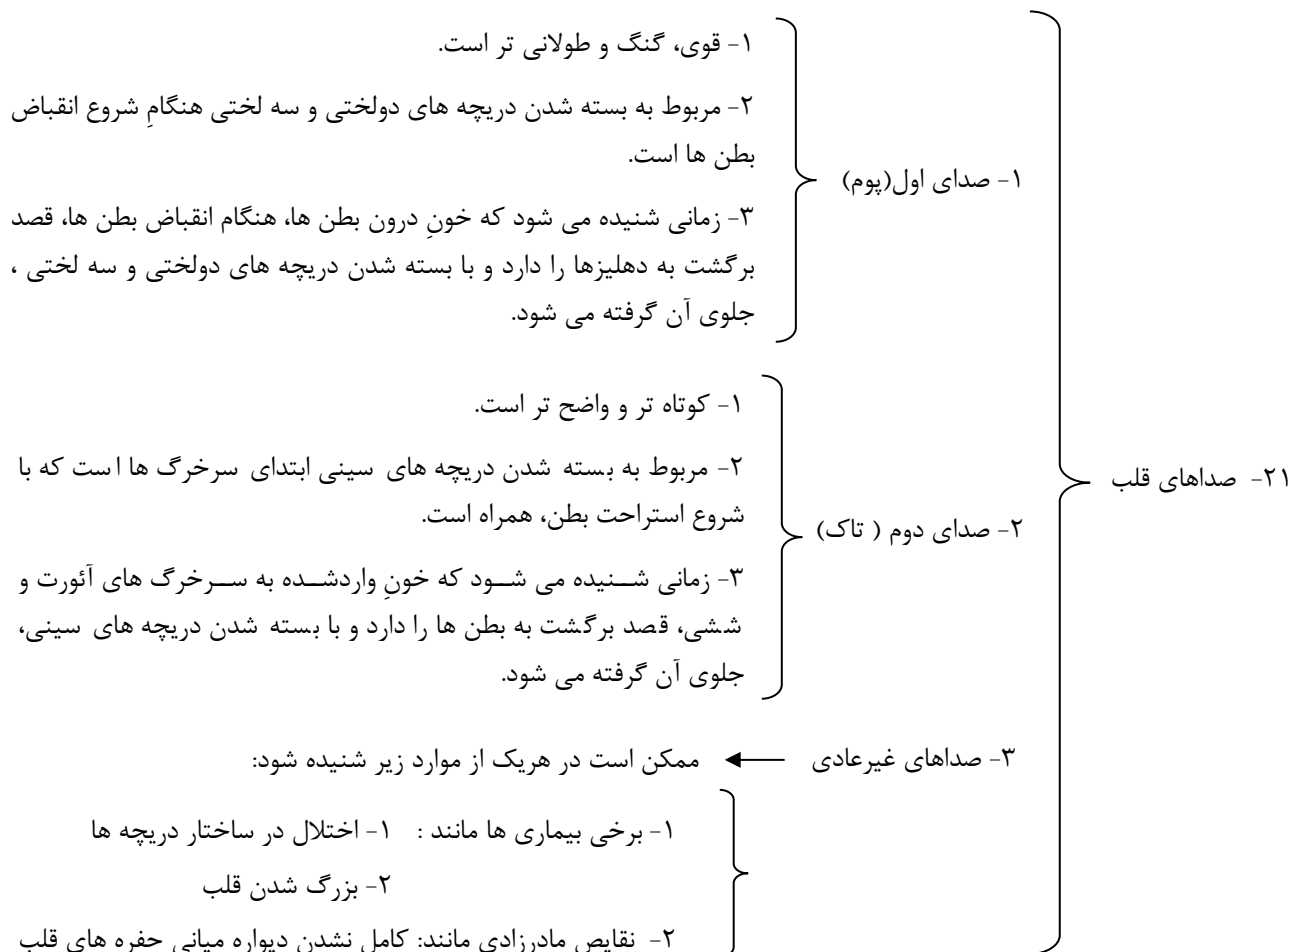 ۲۱- صداهای قلب
۱- صدای اول(پوم)
۱- قوی، گنگ و طولانی تر است.
۲- مربوط به بسته شدن دریچه های دولختی و سه لختی هنگامِ شروع انقباض
بطن ها است.
۳- زمانی شنیده می شود که خونِ درون بطن ها، هنگام انقباض بطن ها، قصد
برگشت به دهلیزها را دارد و با بسته شدن دریچه های دولختی و سه لختی ،
جلوی آن گرفته می شود.
۲- صدای دوم ( تاک)
۱- کوتاه تر و واضح تر است.
۲- مربوط به بسته شدن دریچه های سینی ابتدای سرخرگ ها است که با
شروع استراحت بطن، همراه است.
۳- زمانی شنیده می شود که خونِ واردشده به سرخرگ های آئورت و
ششی، قصد برگشت به بطن ها را دارد و با بسته شدن دریچه های سینی،
جلوی آن گرفته می شود.
۳- صداهای غیرعادی ← ممکن است در هریک از موارد زیر شنیده شود:
۱- برخی بیماری ها مانند : ۱- اختلال در ساختار دریچه ها
۲- بزرگ شدن قلب
۲- نقایص مادرزادی مانند: کامل نشدن دیواره میانی حفره های قلب